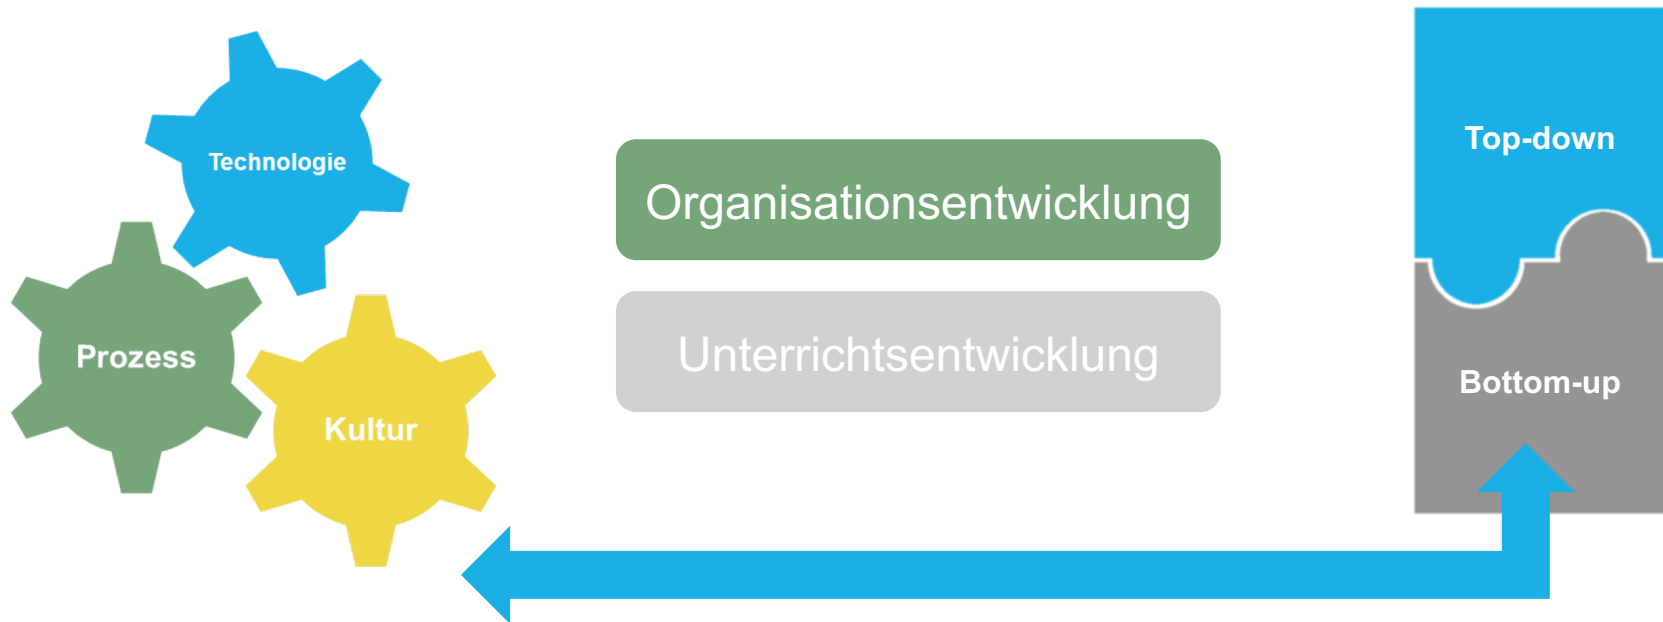 Technologie
Prozess
Kultur
Organisationsentwicklung
Unterrichtsentwicklung
Top-down
Bottom-up